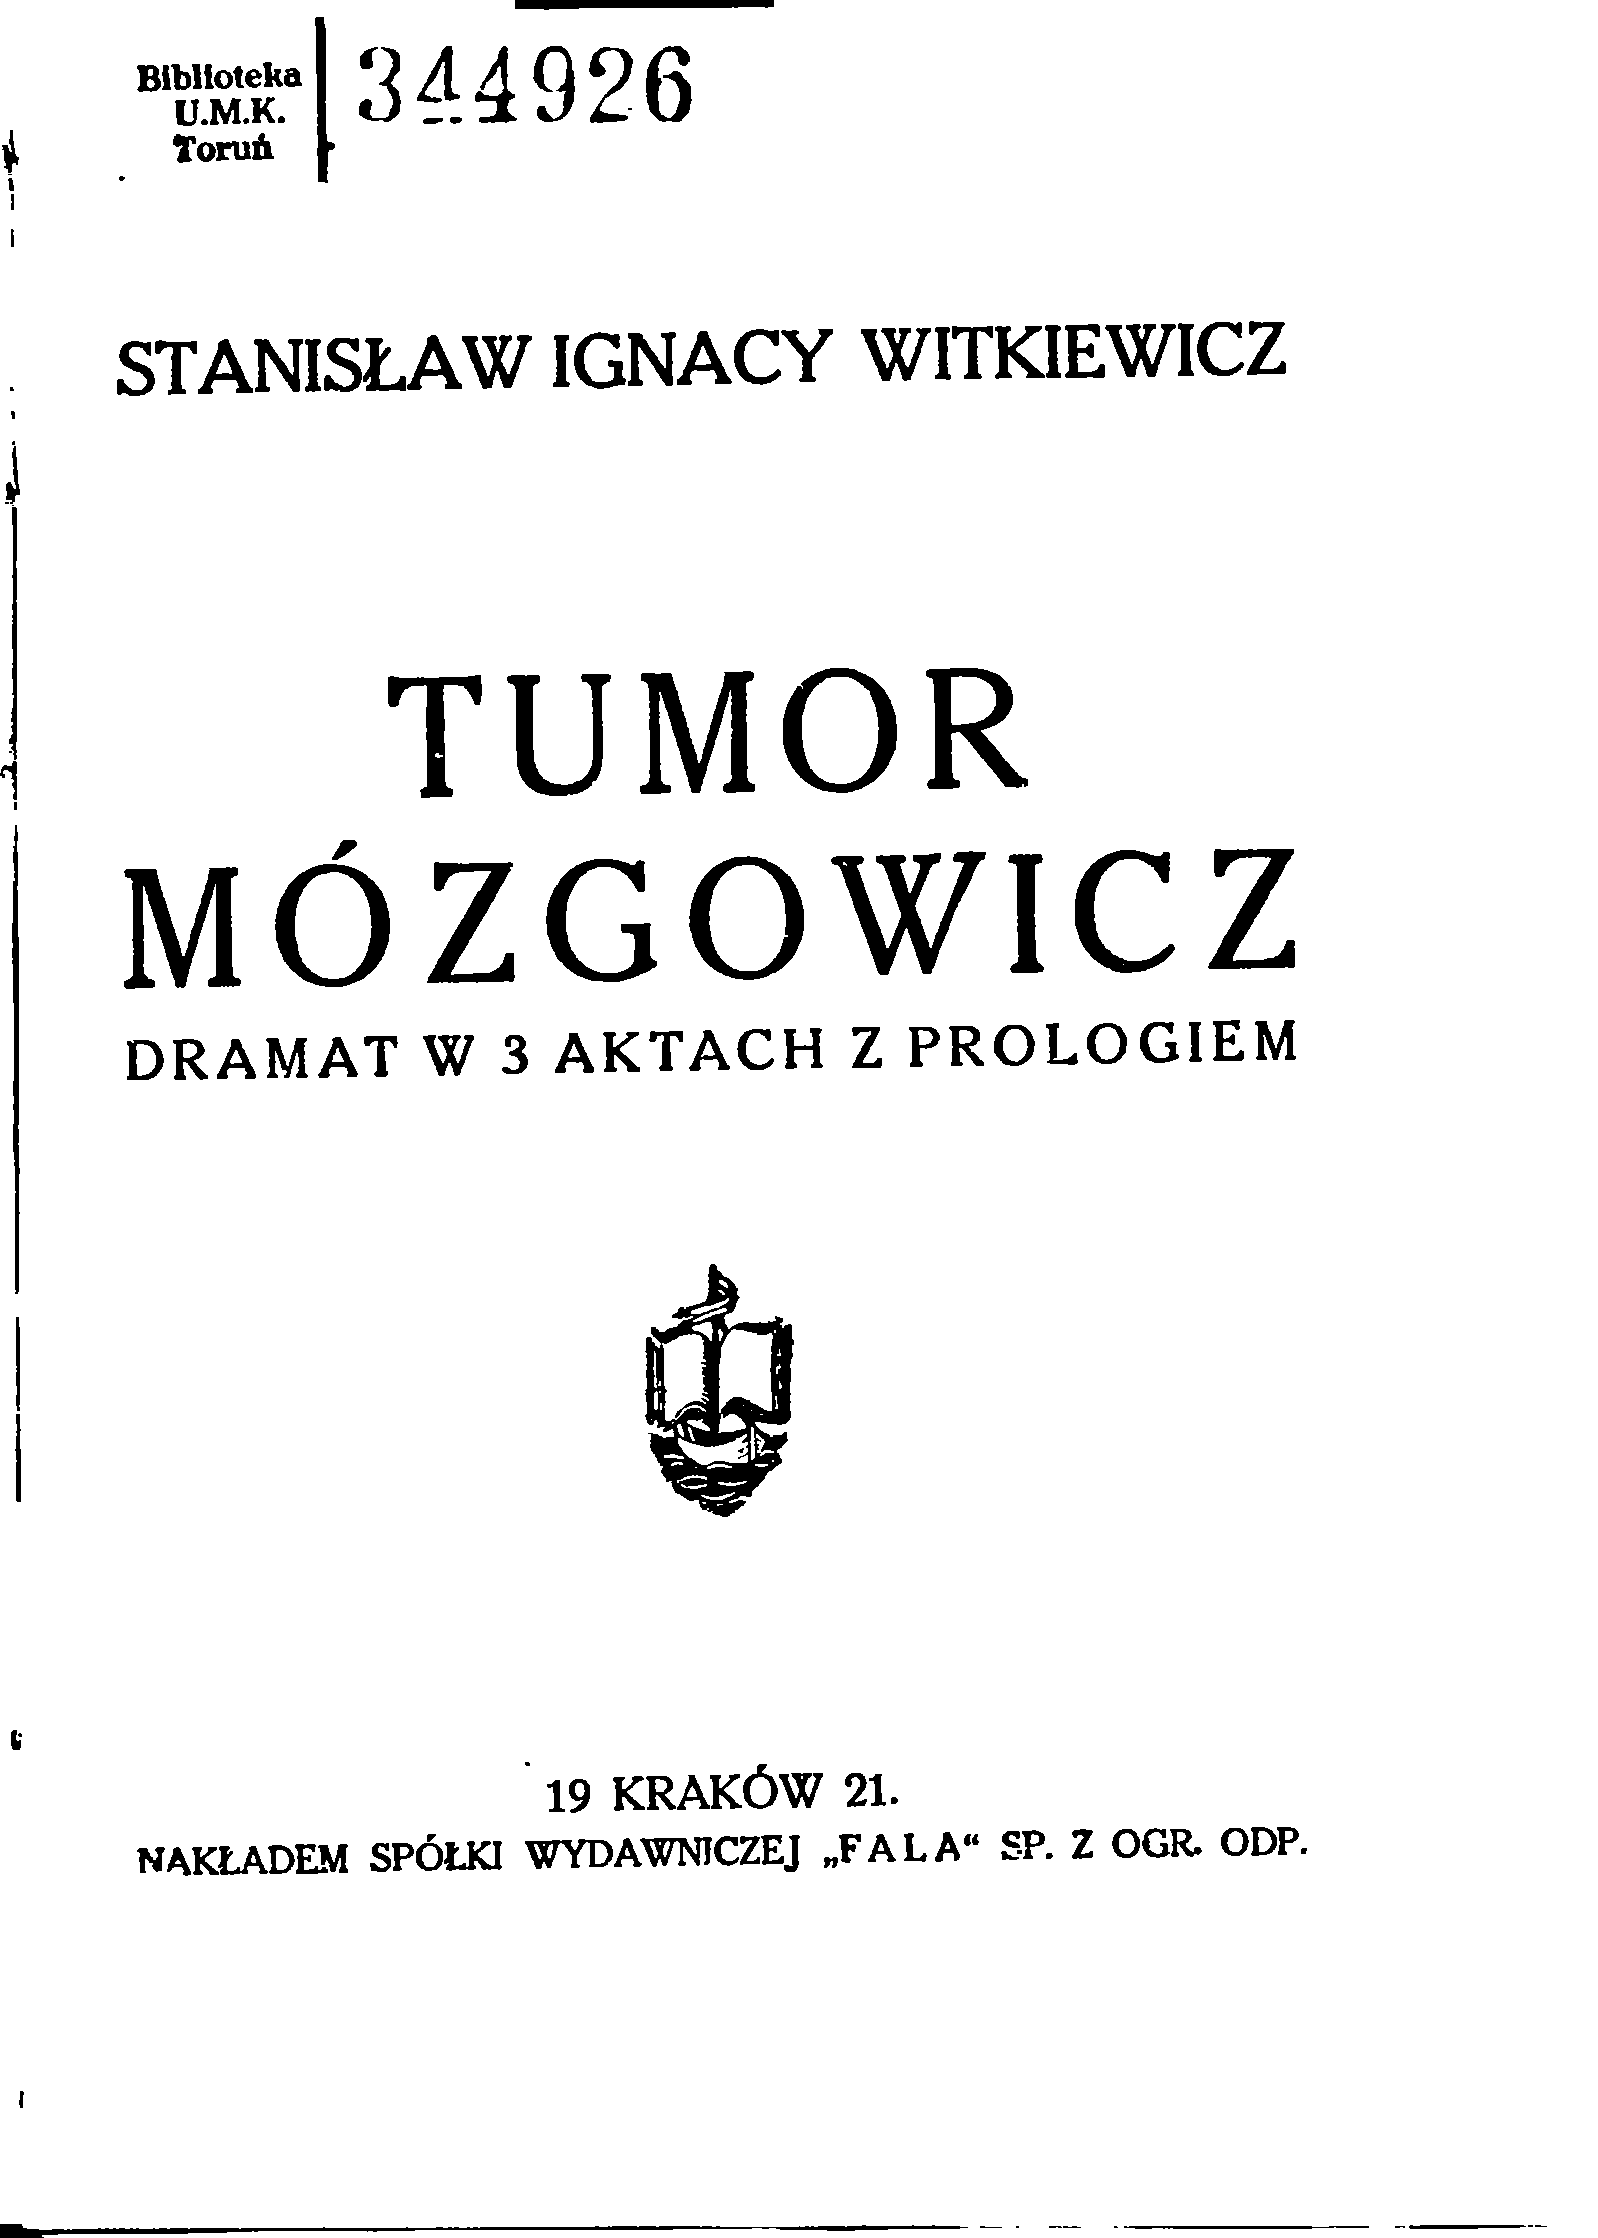 Biblioteka
U.M.K.
Toruń
344926
STANISŁAW IGNACY WITKIEWICZ
TUMOR
MÓZGOWICZ
DRAMAT W 3 AKTACH Z PROLOGIEM
19 KRAKÓW 21.
NAKŁADEM SPÓŁKI WYDAWNICZEJ „FALA“ SP. Z OGR. ODP.